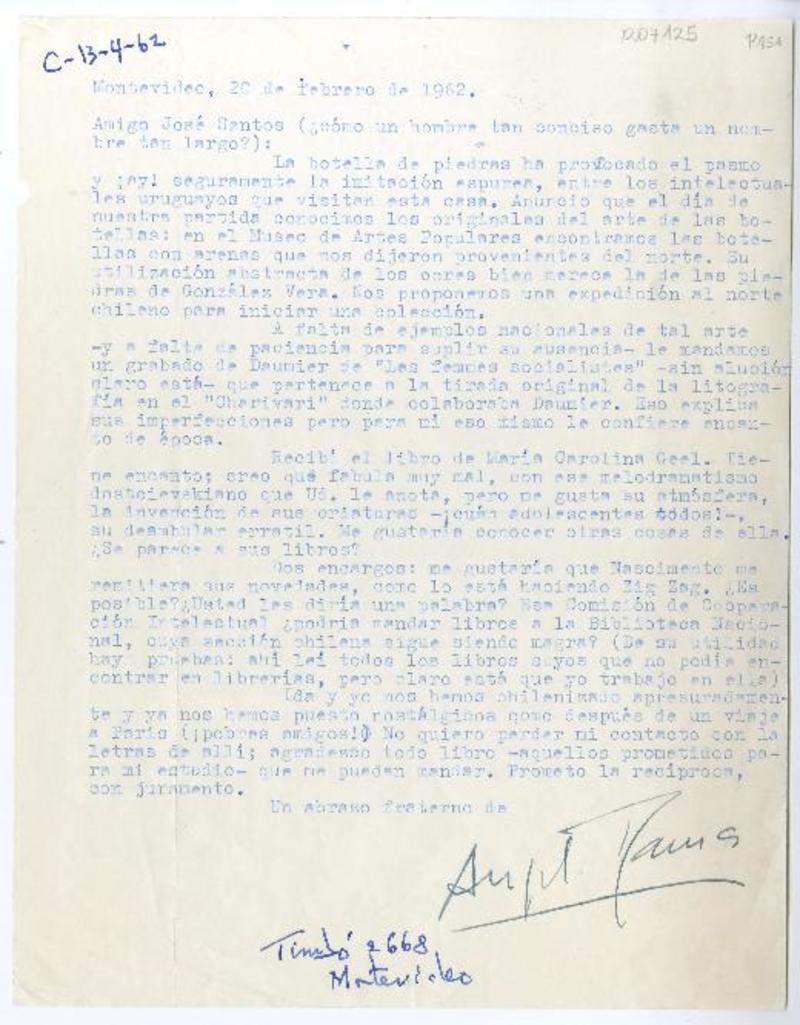 C-13-4-62
Montevideo, 20 de febrero de 1962.
Amigo José Santos (¿cómo un hombre tan conciso gasta un nom-
bre tan largo?):
La botella de piedras ha provocado el pasmo
y ¡ay! seguramente la imitación espurea, entre los intelectua-
les uruguayos que visitan esta casa. Anuncio que el día de
nuestra partida conocimos los originales del arte de las bo-
tellas: en el Museo de Artes Populares encontramos las bote-
llas con arenas que nos dijeron provenientes del norte. Su
utilización abstracta de los ocres bien merece la de las pie-
dras de González Vera. Nos proponemos una expedición al norte
chileno para iniciar una colección.
A falta de ejemplos nacionales de tal arte
-y a falta de paciencia para suplir su ausencia- le mandamos
un grabado de Daumier de "Les femmes socialistes" -sin alución
claro está- que pertenece a la tirada original de la litogra-
fía en el "Charivari" donde colaboraba Daumier. Eso explica
sus imperfecciones pero para mi eso mismo le confiere encan-
to de época.
Recibí el libro de María Carolina Geel. Tie-
ne encanto; creo que fabula muy mal, con ese melodramatismo
dostoievskiano que Ud. le anota, pero me gusta su atmósfera,
la invención de sus criaturas -¡cuán adolescentes todos!-,
su deambular erratil. Me gustaría conocer otras cosas de ella.
¿Se parece a sus libros?
Dos encargos: me gustaría que Nascimento me
remitiera sus novedades, como lo está haciendo Zig Zag. ¿Es
posible?¿Usted les diría una palabra? Esa Comisión de Coopera-
ción Intelectual ¿podría mandar libros a la Biblioteca Nacio-
nal, cuya sección chilena sigue siendo magra? (De su utilidad
hay pruebas: ahí leí todos los libros suyos que no podía en-
contrar en librerías, pero claro está que yo trabajo en ella)
Ida y yo nos hemos chilenizado apresuradamen-
te y ya nos hemos puesto nostálgicos como después de un viaje
a París (¡pobres amigos!) No quiero perder mi contacto con la
letras de allí; agradezco todo libro -aquellos prometidos pa-
ra mi estudio- que me puedan mandar. Prometo la recíproca,
con juramento.
Un abrazo fraterno de
Angel Rama
Timbó 2668
Montevideo